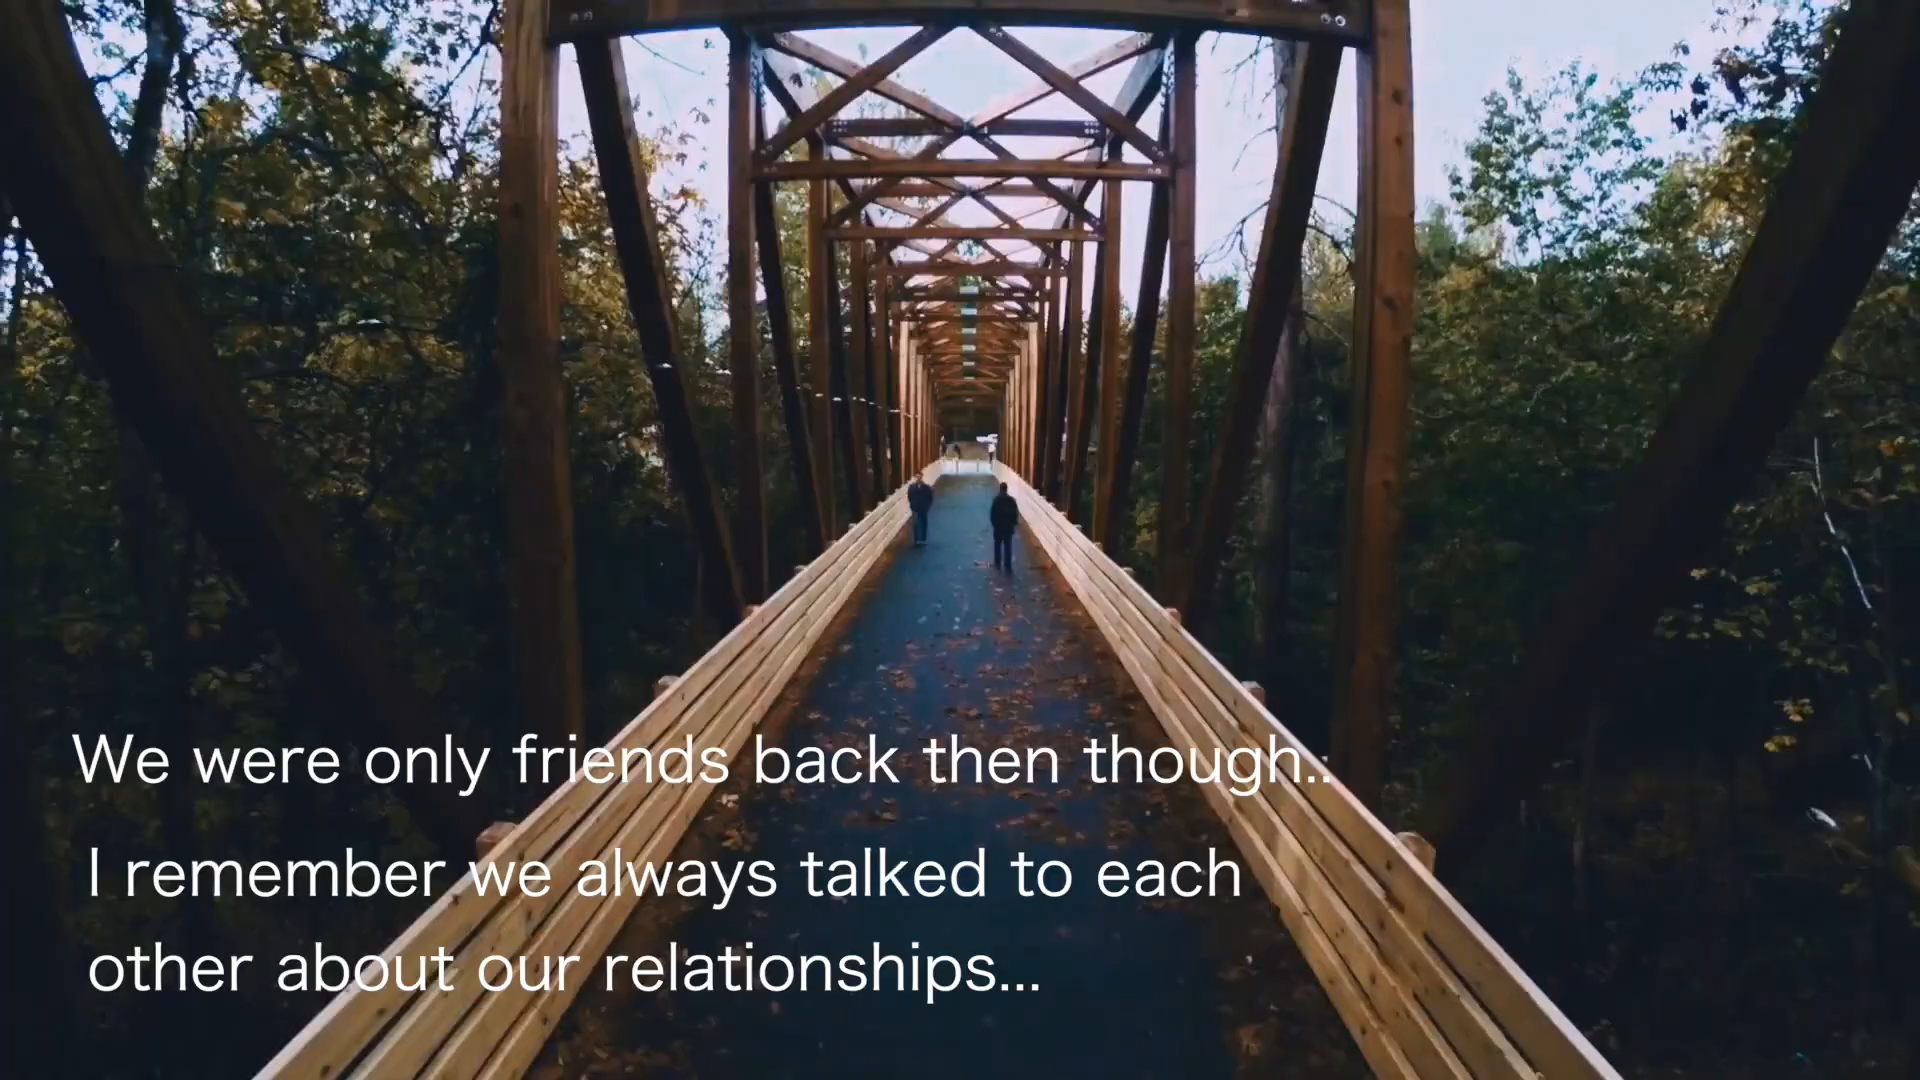 We were only friends back then though..
I remember we always talked to each
other about our relationships...